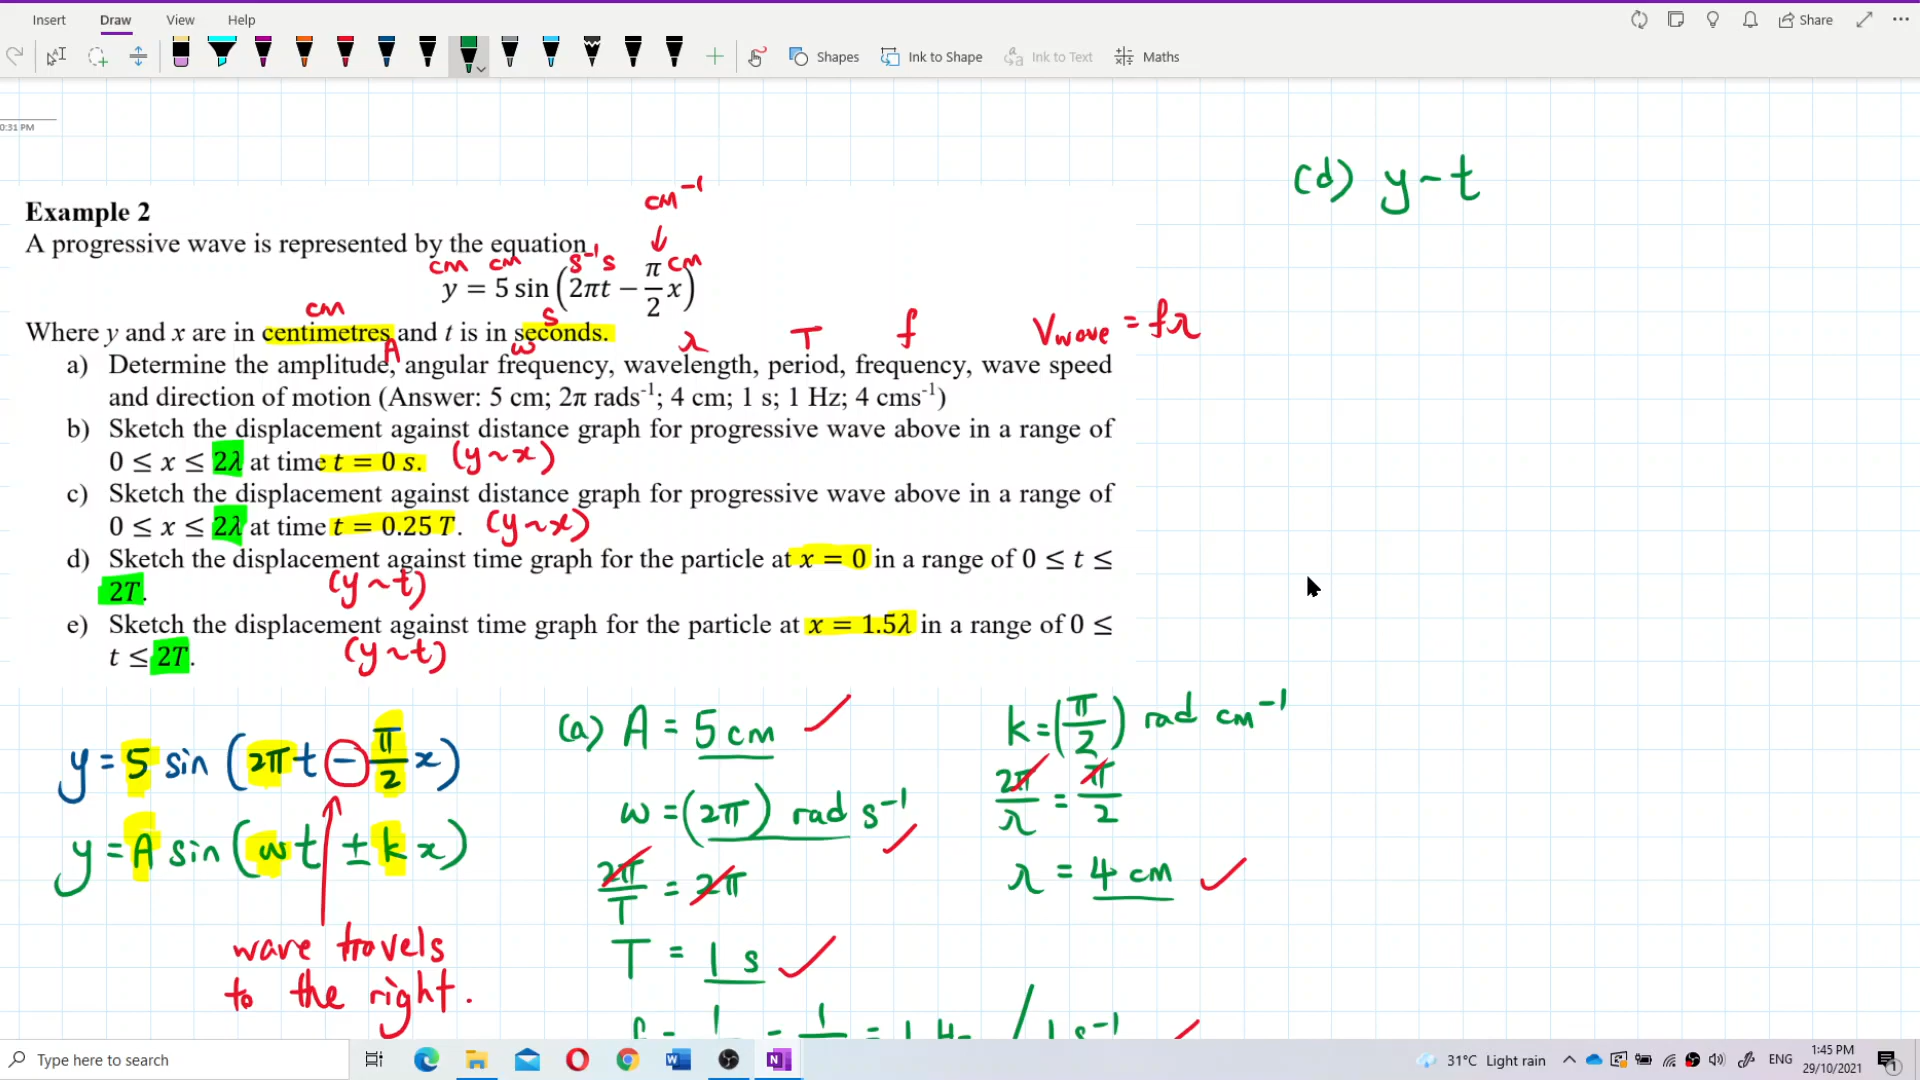 Insert Draw View Help
Share
Shapes Ink to Shape Ink to Text Maths
0:31 PM
(d) y ~ t
cm⁻¹
Example 2
A progressive wave is represented by the equation
cm cm s⁻¹ s cm
y = 5 sin (2πt − π/2 x)
cm s
Where y and x are in centimetres and t is in seconds.
A ω λ T f V wave = fλ
a) Determine the amplitude, angular frequency, wavelength, period, frequency, wave speed
and direction of motion (Answer: 5 cm; 2π rads⁻¹; 4 cm; 1 s; 1 Hz; 4 cms⁻¹)
b) Sketch the displacement against distance graph for progressive wave above in a range of
0 ≤ x ≤ 2λ at time t = 0 s. (y ~ x)
c) Sketch the displacement against distance graph for progressive wave above in a range of
0 ≤ x ≤ 2λ at time t = 0.25 T. (y ~ x)
d) Sketch the displacement against time graph for the particle at x = 0 in a range of 0 ≤ t ≤
2T. (y ~ t)
e) Sketch the displacement against time graph for the particle at x = 1.5λ in a range of 0 ≤
t ≤ 2T. (y ~ t)
y = 5 sin (2πt − π/2 x)
y = A sin (ωt ± kx)
wave travels
to the right.
(a) A = 5 cm
ω = (2π) rad s⁻¹
2π/T = 2π
T = 1 s
k = (π/2) rad cm⁻¹
2π/λ = π/2
λ = 4 cm
Type here to search
31°C Light rain
ENG
1:45 PM
29/10/2021
1